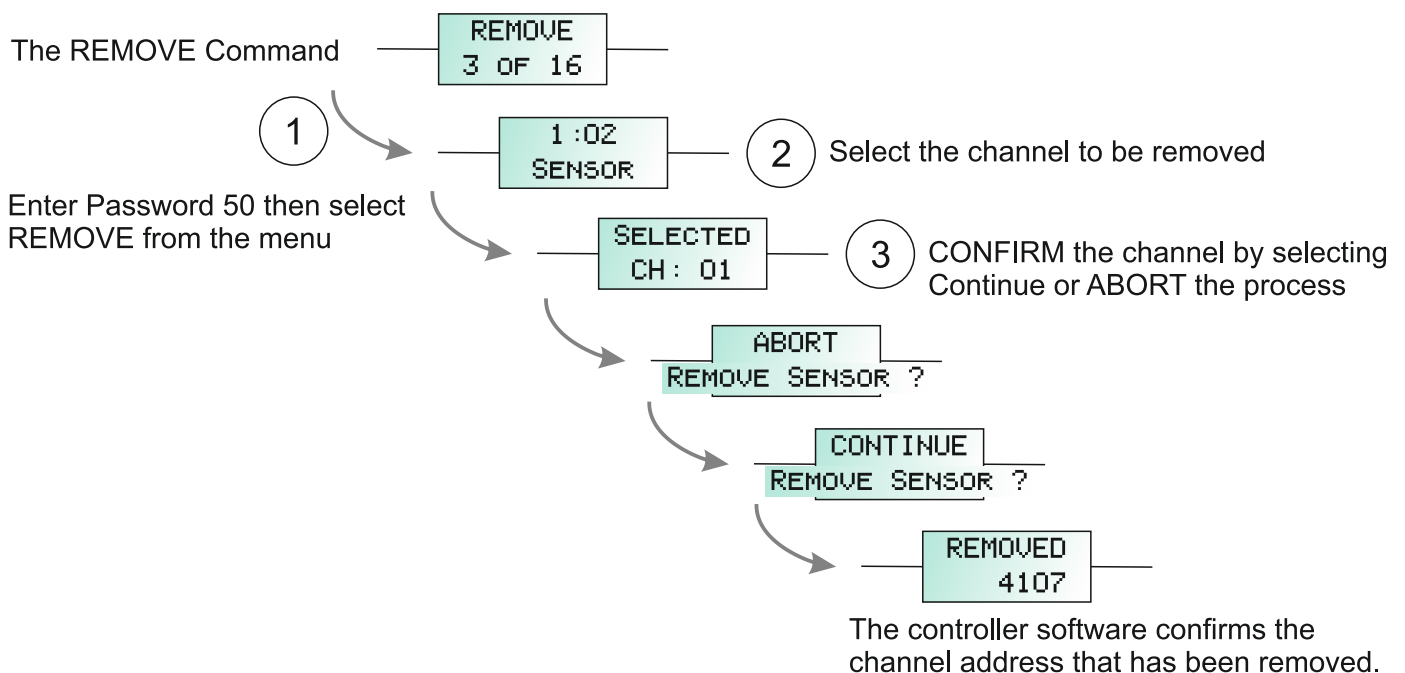 The REMOVE Command
REMOVE
3 OF 16
1
1:02
SENSOR
2
Select the channel to be removed
Enter Password 50 then select
REMOVE from the menu
SELECTED
CH: 01
3
CONFIRM the channel by selecting
Continue or ABORT the process
ABORT
REMOVE SENSOR ?
CONTINUE
REMOVE SENSOR ?
REMOVED
4107
The controller software confirms the
channel address that has been removed.